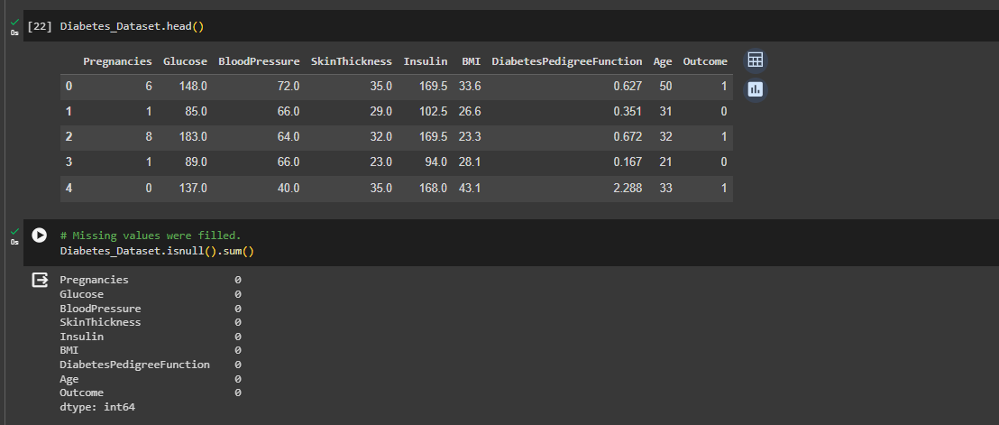 [22] Diabetes_Dataset.head()
0s
Pregnancies Glucose BloodPressure SkinThickness Insulin BMI DiabetesPedigreeFunction Age Outcome
0 6 148.0 72.0 35.0 169.5 33.6 0.627 50 1
1 1 85.0 66.0 29.0 102.5 26.6 0.351 31 0
2 8 183.0 64.0 32.0 169.5 23.3 0.672 32 1
3 1 89.0 66.0 23.0 94.0 28.1 0.167 21 0
4 0 137.0 40.0 35.0 168.0 43.1 2.288 33 1
# Missing values were filled.
0s
Diabetes_Dataset.isnull().sum()
Pregnancies 0
Glucose 0
BloodPressure 0
SkinThickness 0
Insulin 0
BMI 0
DiabetesPedigreeFunction 0
Age 0
Outcome 0
dtype: int64